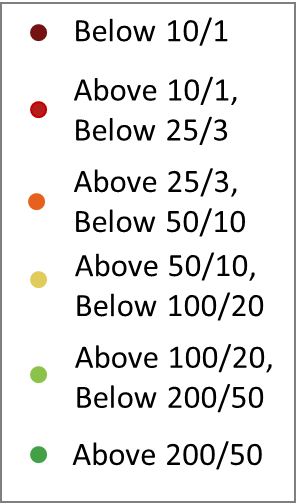 Below 10/1
Above 10/1,
Below 25/3
Above 25/3,
Below 50/10
Above 50/10,
Below 100/20
Above 100/20,
Below 200/50
Above 200/50